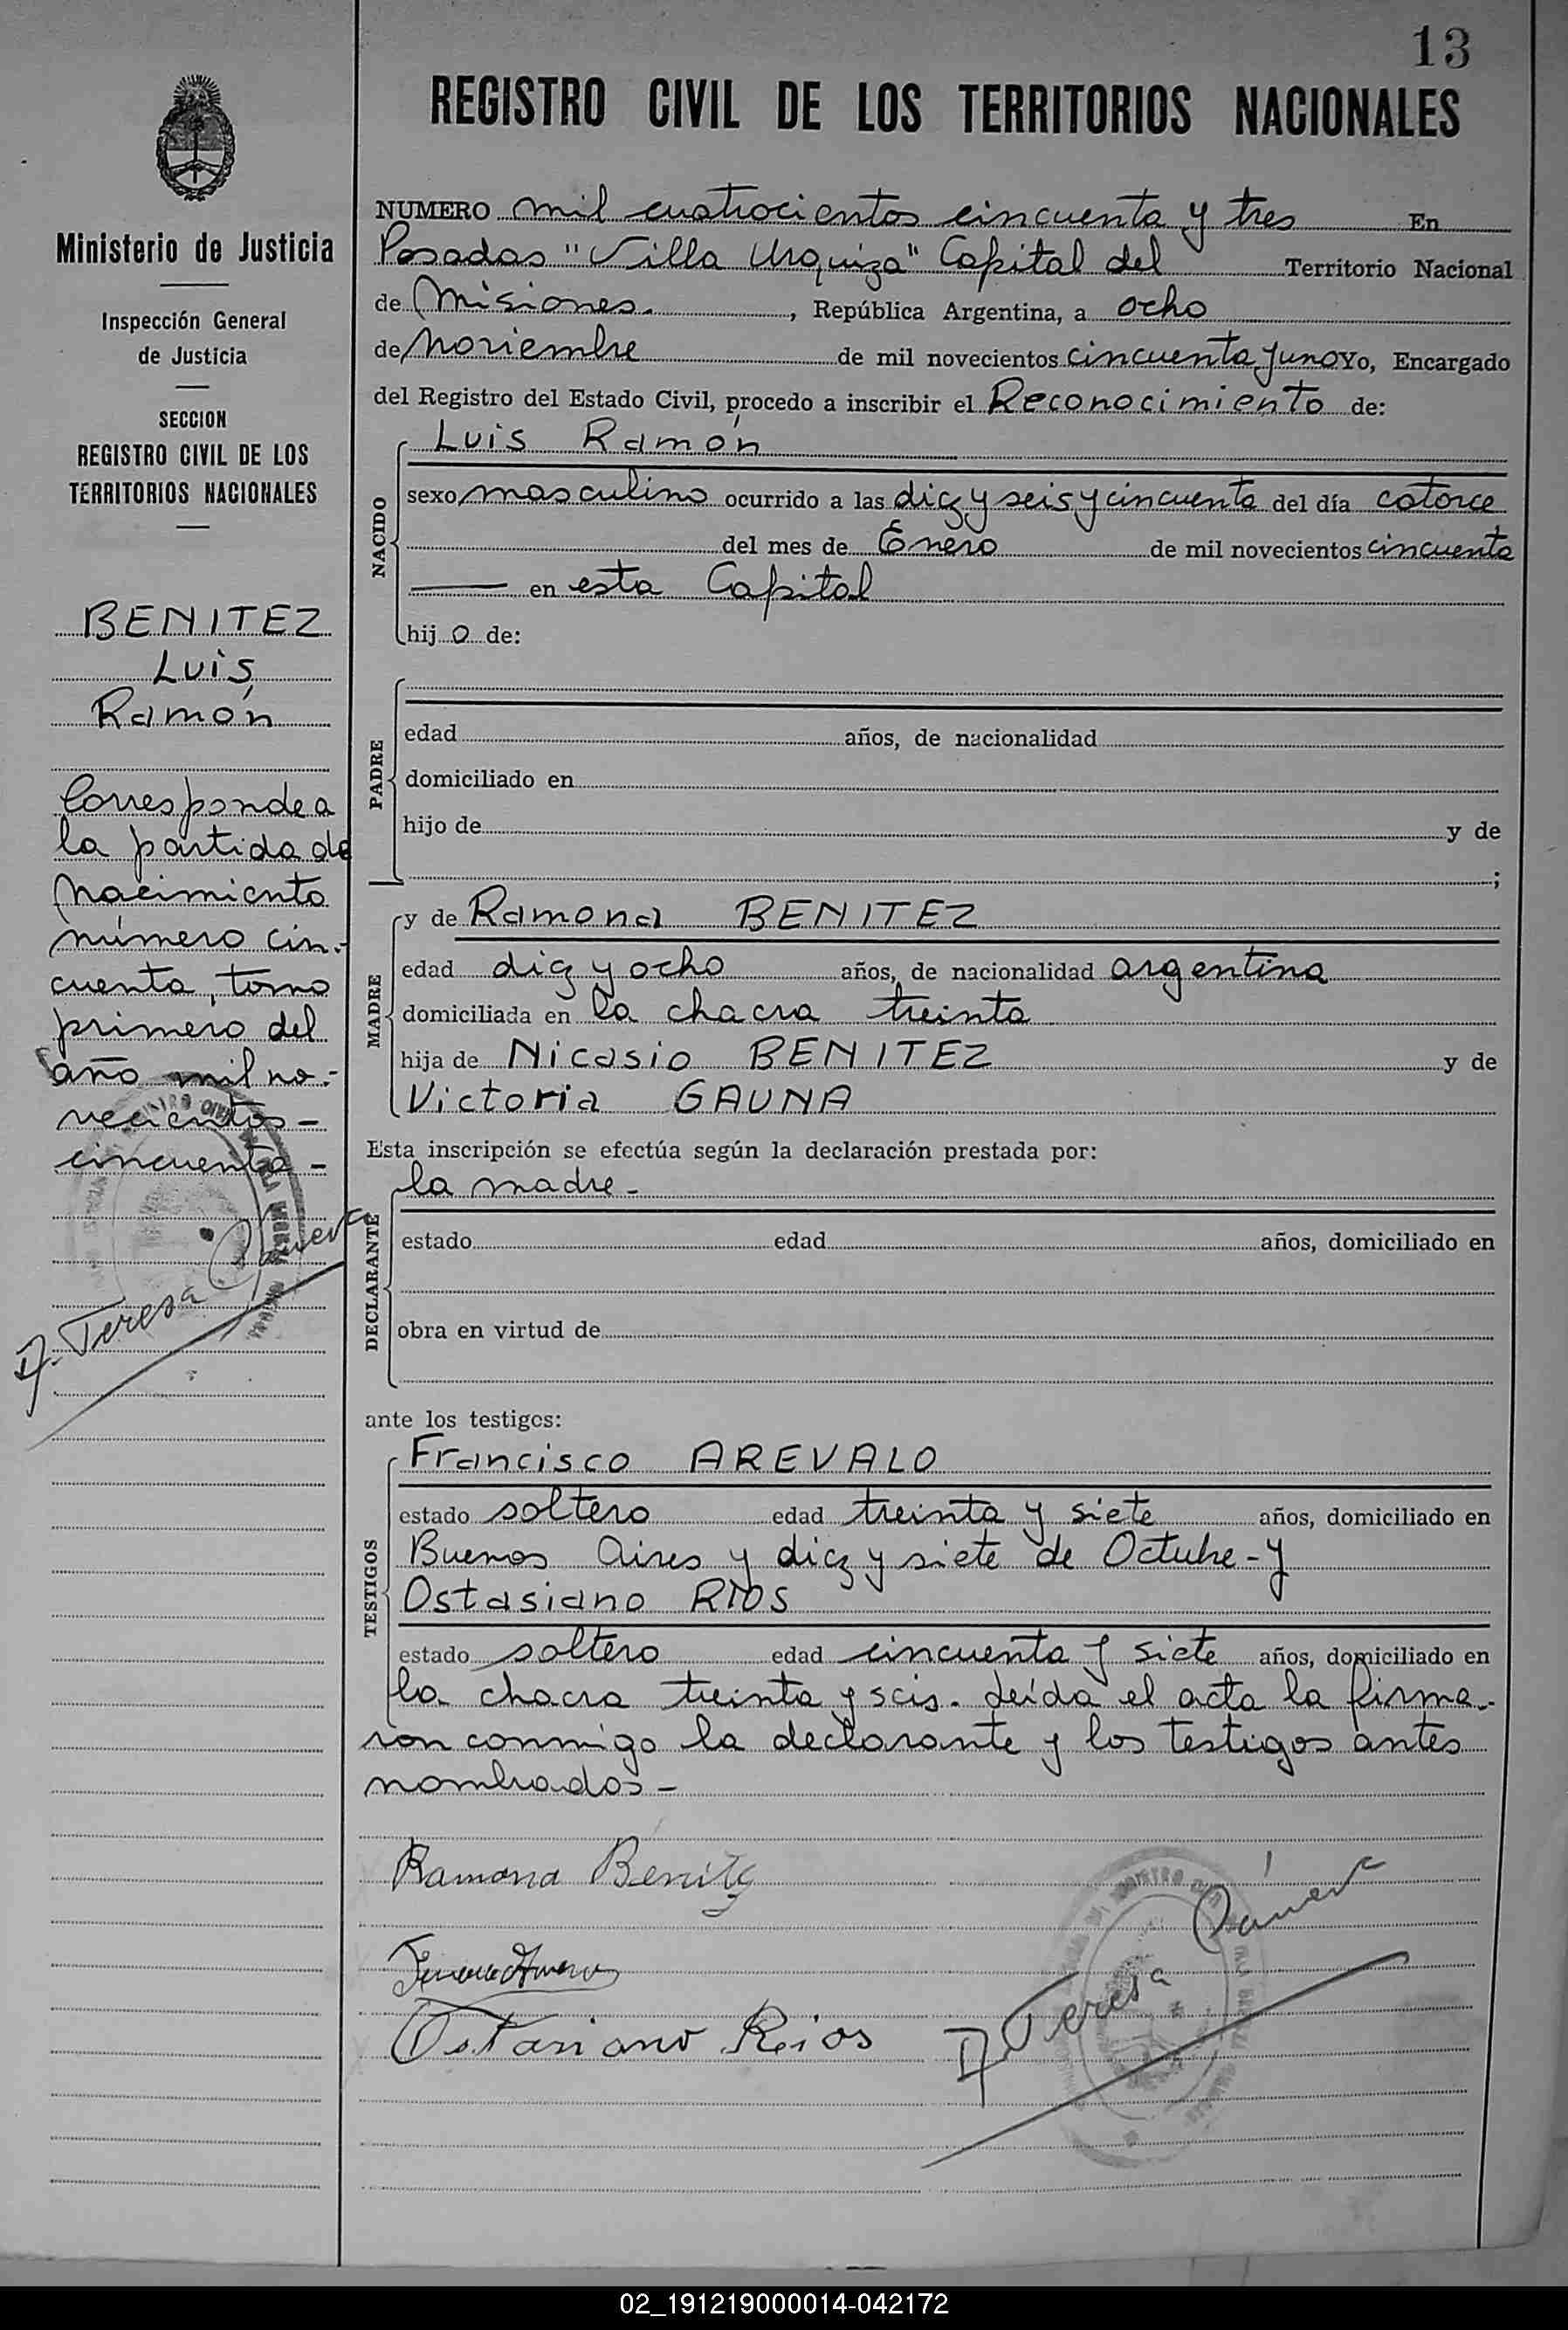 13
REGISTRO CIVIL DE LOS TERRITORIOS NACIONALES
Ministerio de Justicia
Inspección General
de Justicia
SECCION
REGISTRO CIVIL DE LOS
TERRITORIOS NACIONALES
BENITEZ
Luis
Ramón
Corresponde a
la partida de
Nacimiento
número cin-
cuenta, tomo
primero del
año mil no-
vecientos-
cincuenta-
A. Teresa
NUMERO mil cuatrocientos cincuenta y tres En
Posadas "Villa Urquiza" Capital del Territorio Nacional
de Misiones. , República Argentina, a ocho
de Noviembre de mil novecientos cincuenta y uno Yo, Encargado
del Registro del Estado Civil, procedo a inscribir el Reconocimiento de:
NACIDO
Luis Ramón
sexo masculino ocurrido a las diez y seis y cincuenta del día catorce
del mes de Enero de mil novecientos cincuenta
en esta Capital
hij o de:
PADRE
edad años, de nacionalidad
domiciliado en
hijo de y de
;
MADRE
y de Ramona BENITEZ
edad diez y ocho años, de nacionalidad argentina
domiciliada en la chacra treinta
hija de Nicasio BENITEZ y de
Victoria GAUNA
Esta inscripción se efectúa según la declaración prestada por:
DECLARANTE
la madre-
estado edad años, domiciliado en
obra en virtud de
ante los testigos:
TESTIGOS
Francisco AREVALO
estado soltero edad treinta y siete años, domiciliado en
Buenos Aires y diez y siete de Octubre-y
Ostasiano RIOS
estado soltero edad cincuenta y siete años, domiciliado en
la chacra treinta y seis. Leída el acta la firma-
ron conmigo la declarante y los testigos antes
nombrados-
Ramona Benitez
Ostasiano Reios
A Teresa
02_191219000014-042172